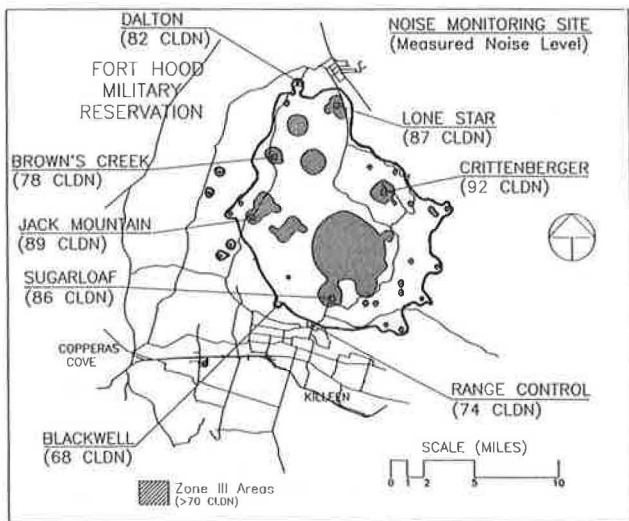 DALTON
(82 CLDN)
NOISE MONITORING SITE
(Measured Noise Level)
FORT HOOD
MILITARY
RESERVATION
LONE STAR
(87 CLDN)
BROWN'S CREEK
(78 CLDN)
CRITTENBERGER
(92 CLDN)
JACK MOUNTAIN
(89 CLDN)
SUGARLOAF
(86 CLDN)
COPPERAS
COVE
KILLEEN
RANGE CONTROL
(74 CLDN)
BLACKWELL
(68 CLDN)
SCALE (MILES)
0 1 2 5 10
Zone III Areas
(>70 CLDN)